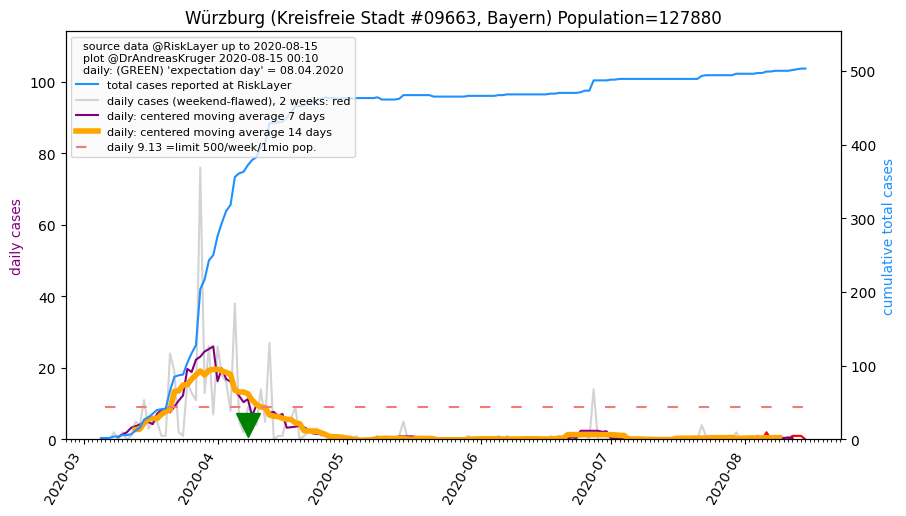 Würzburg (Kreisfreie Stadt #09663, Bayern) Population=127880
source data @RiskLayer up to 2020-08-15
plot @DrAndreasKruger 2020-08-15 00:10
daily: (GREEN) 'expectation day' = 08.04.2020
total cases reported at RiskLayer
daily cases (weekend-flawed), 2 weeks: red
daily: centered moving average 7 days
daily: centered moving average 14 days
daily 9.13 =limit 500/week/1mio pop.
daily cases
100
80
60
40
20
0
cumulative total cases
500
400
300
200
100
0
2020-03
2020-04
2020-05
2020-06
2020-07
2020-08